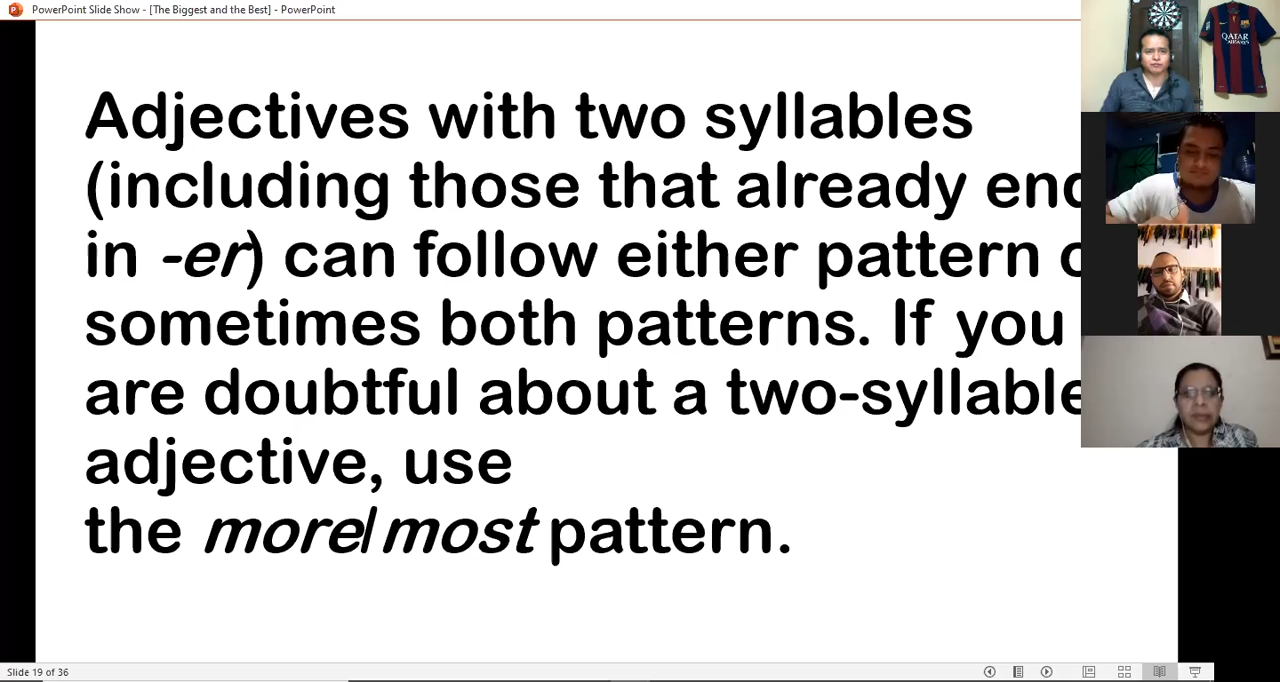 PowerPoint Slide Show - [The Biggest and the Best] - PowerPoint
QATAR
AIRWAYS
Adjectives with two syllables
(including those that already end
in -er) can follow either pattern
sometimes both patterns. If you
are doubtful about a two-syllable
adjective, use
the more/most pattern.
Slide 19 of 36